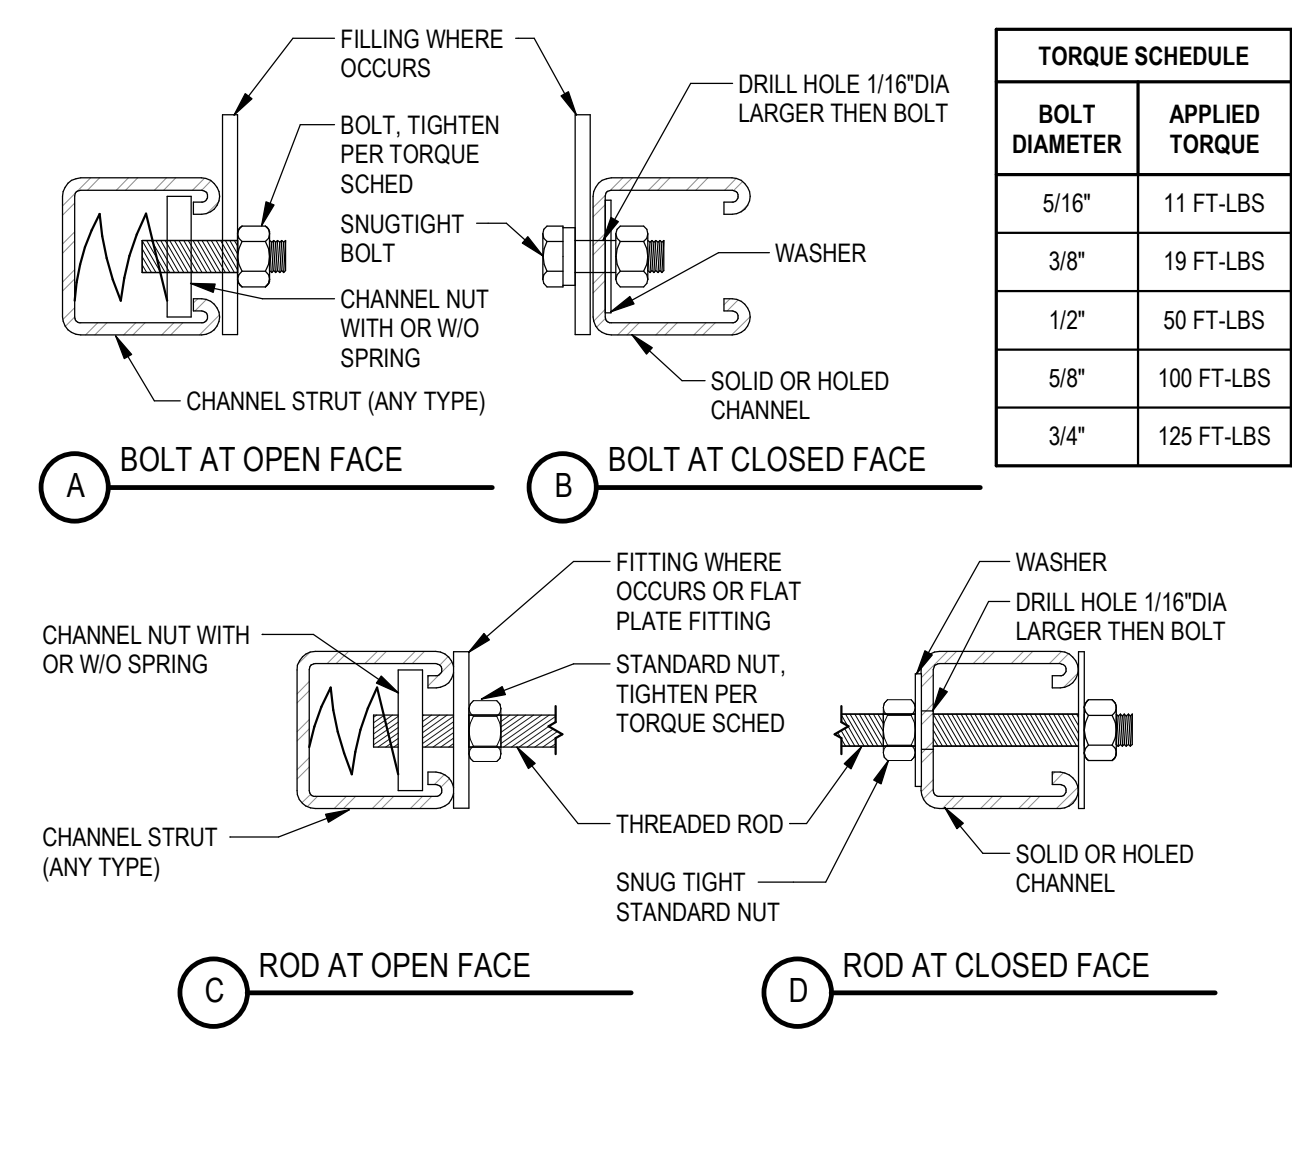 FILLING WHERE
OCCURS
BOLT, TIGHTEN
PER TORQUE
SCHED
SNUGTIGHT
BOLT
CHANNEL NUT
WITH OR W/O
SPRING
CHANNEL STRUT (ANY TYPE)
A
BOLT AT OPEN FACE
DRILL HOLE 1/16"DIA
LARGER THEN BOLT
WASHER
SOLID OR HOLED
CHANNEL
B
BOLT AT CLOSED FACE
TORQUE SCHEDULE
BOLT DIAMETER
APPLIED TORQUE
5/16" 11 FT-LBS
3/8" 19 FT-LBS
1/2" 50 FT-LBS
5/8" 100 FT-LBS
3/4" 125 FT-LBS
CHANNEL NUT WITH
OR W/O SPRING
CHANNEL STRUT
(ANY TYPE)
FITTING WHERE
OCCURS OR FLAT
PLATE FITTING
STANDARD NUT,
TIGHTEN PER
TORQUE SCHED
THREADED ROD
SNUG TIGHT
STANDARD NUT
C
ROD AT OPEN FACE
WASHER
DRILL HOLE 1/16"DIA
LARGER THEN BOLT
SOLID OR HOLED
CHANNEL
D
ROD AT CLOSED FACE